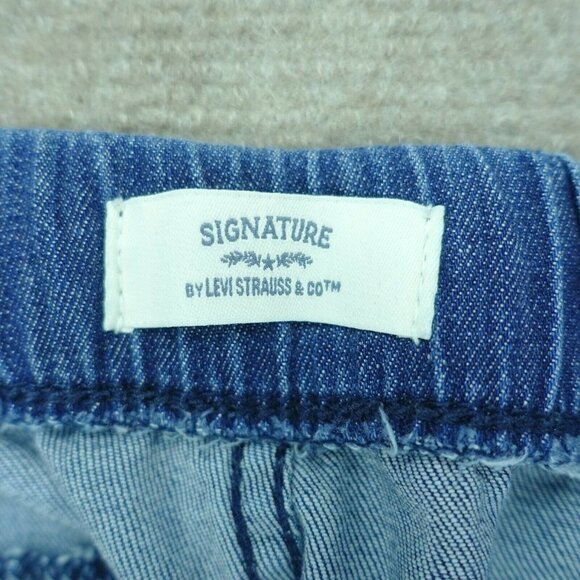 SIGNATURE
BY LEVI STRAUSS & CO™